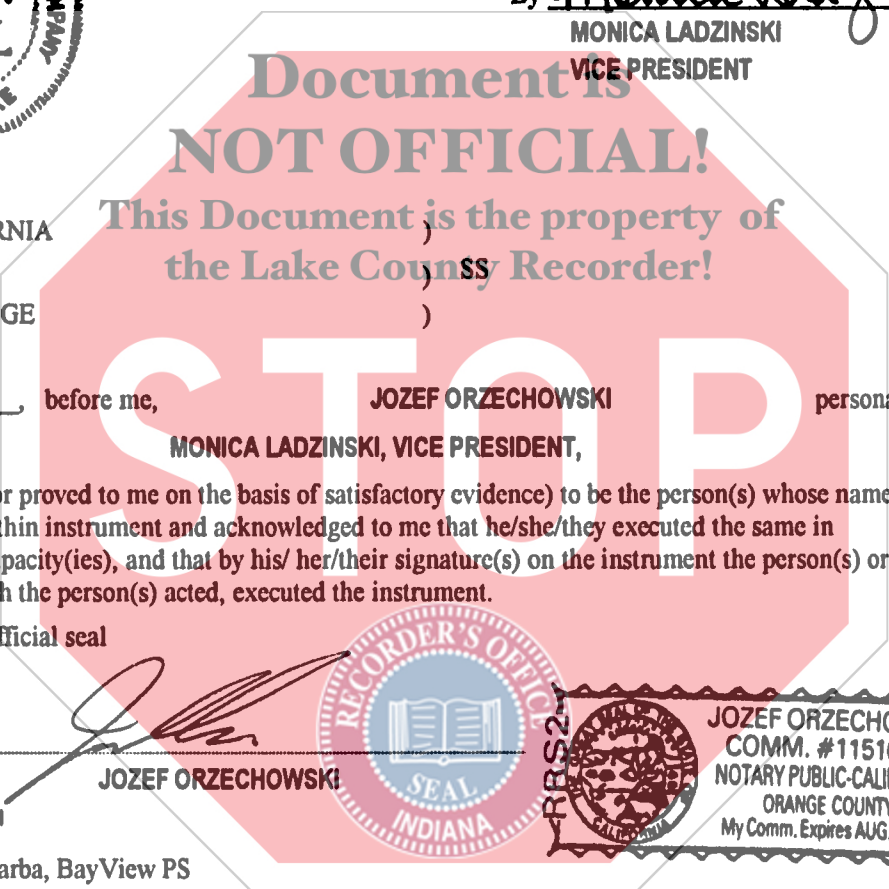 MONICA LADZINSKI
VICE PRESIDENT
Document is
NOT OFFICIAL!
This Document is the property of
the Lake County Recorder!
RNIA )
) SS
GE )
STOP
before me, JOZEF ORZECHOWSKI persona
MONICA LADZINSKI, VICE PRESIDENT,
or proved to me on the basis of satisfactory evidence) to be the person(s) whose name
thin instrument and acknowledged to me that he/she/they executed the same in
pacity(ies), and that by his/ her/their signature(s) on the instrument the person(s) or
h the person(s) acted, executed the instrument.
fficial seal
JOZEF ORZECHOWSKI
RECORDER'S OFFICE
SEAL
INDIANA
RBS2
CALIFORNIA
JOZEF ORZECHO
COMM. #1151
NOTARY PUBLIC-CALI
ORANGE COUNTY
My Comm. Expires AUG.
arba, BayView PS